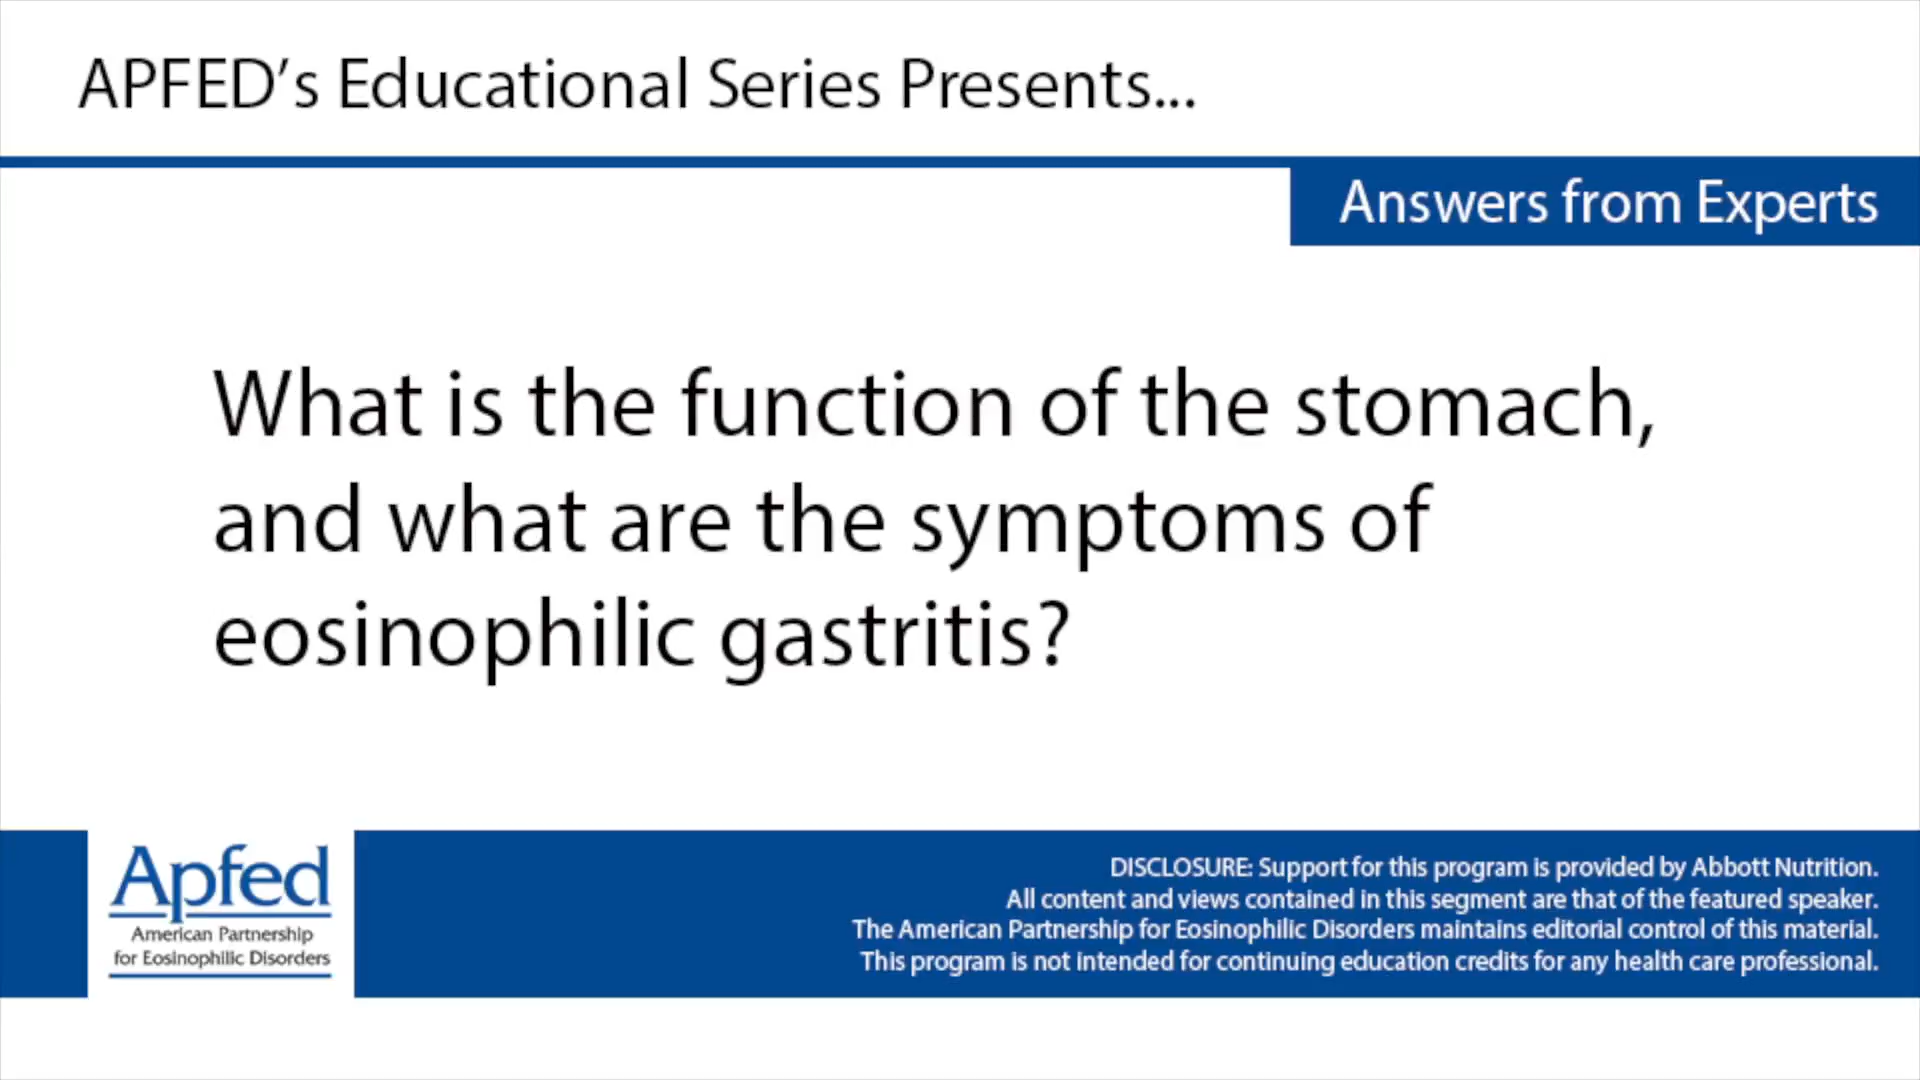 APFED’s Educational Series Presents...
Answers from Experts
What is the function of the stomach,
and what are the symptoms of
eosinophilic gastritis?
Apfed
American Partnership
for Eosinophilic Disorders
DISCLOSURE: Support for this program is provided by Abbott Nutrition.
All content and views contained in this segment are that of the featured speaker.
The American Partnership for Eosinophilic Disorders maintains editorial control of this material.
This program is not intended for continuing education credits for any health care professional.